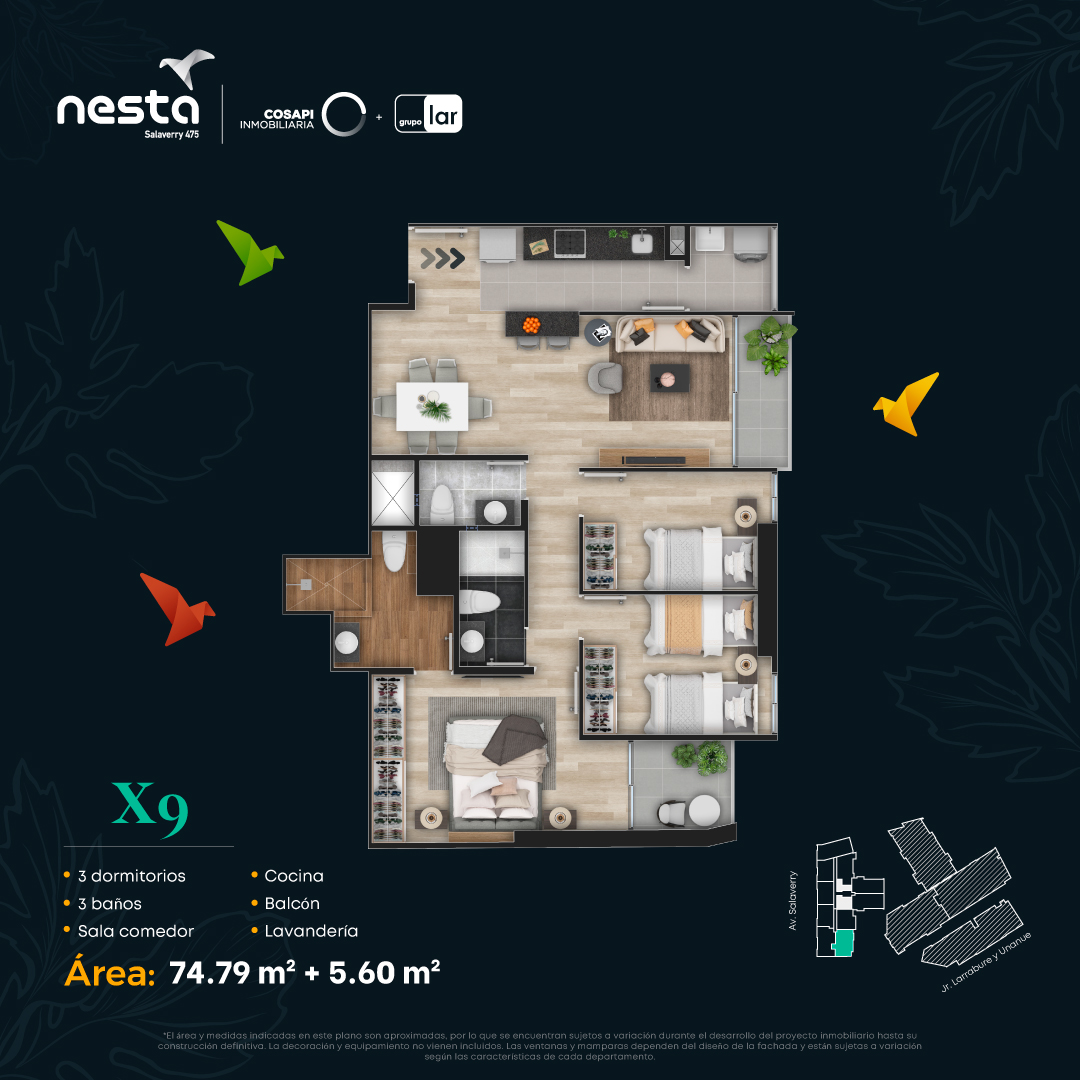 nesta
Salaverry 475
COSAPI
INMOBILIARIA
+
grupo lar
X9
• 3 dormitorios
• 3 baños
• Sala comedor
• Cocina
• Balcón
• Lavandería
Área: 74.79 m² + 5.60 m²
Av. Salaverry
Jr. Larrabure y Unanue
*El área y medidas indicadas en este plano son aproximadas, por lo que se encuentran sujetos a variación durante el desarrollo del proyecto inmobiliario hasta su
construcción definitiva. La decoración y equipamiento no vienen incluidos. Las ventanas y mamparas dependen del diseño de la fachada y están sujetas a variación
según las características de cada departamento.